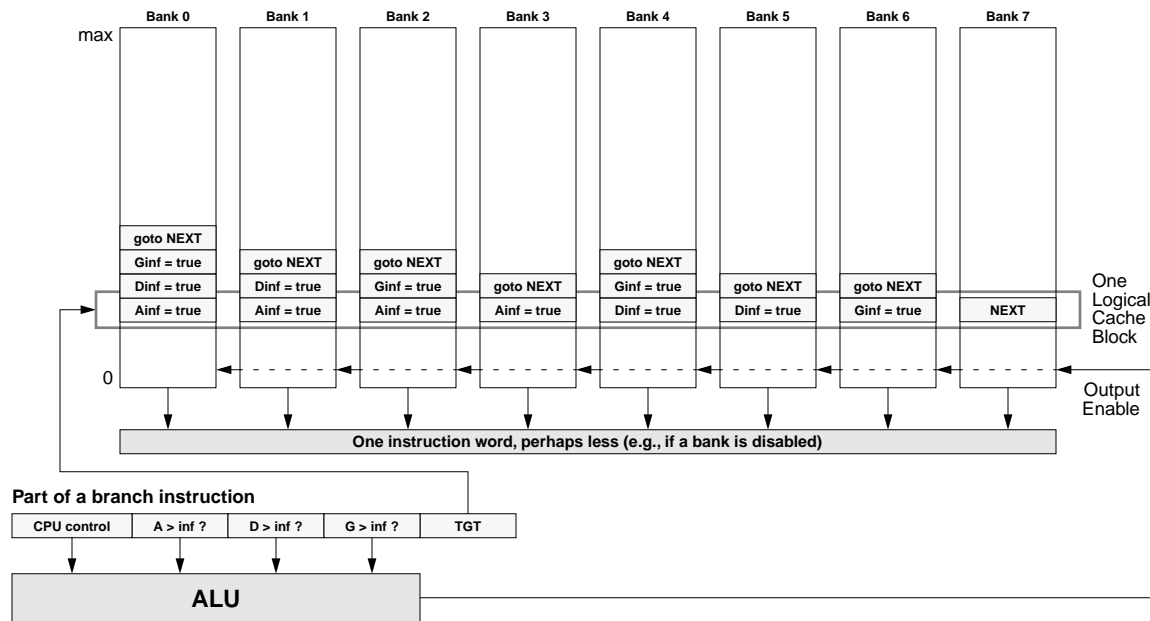 Bank 0 Bank 1 Bank 2 Bank 3 Bank 4 Bank 5 Bank 6 Bank 7
max
goto NEXT
Ginf = true goto NEXT goto NEXT goto NEXT
Dinf = true Dinf = true Ginf = true goto NEXT Ginf = true goto NEXT goto NEXT
Ainf = true Ainf = true Ainf = true Ainf = true Dinf = true Dinf = true Ginf = true NEXT
One
Logical
Cache
Block
0
Output
Enable
One instruction word, perhaps less (e.g., if a bank is disabled)
Part of a branch instruction
CPU control A > inf ? D > inf ? G > inf ? TGT
ALU